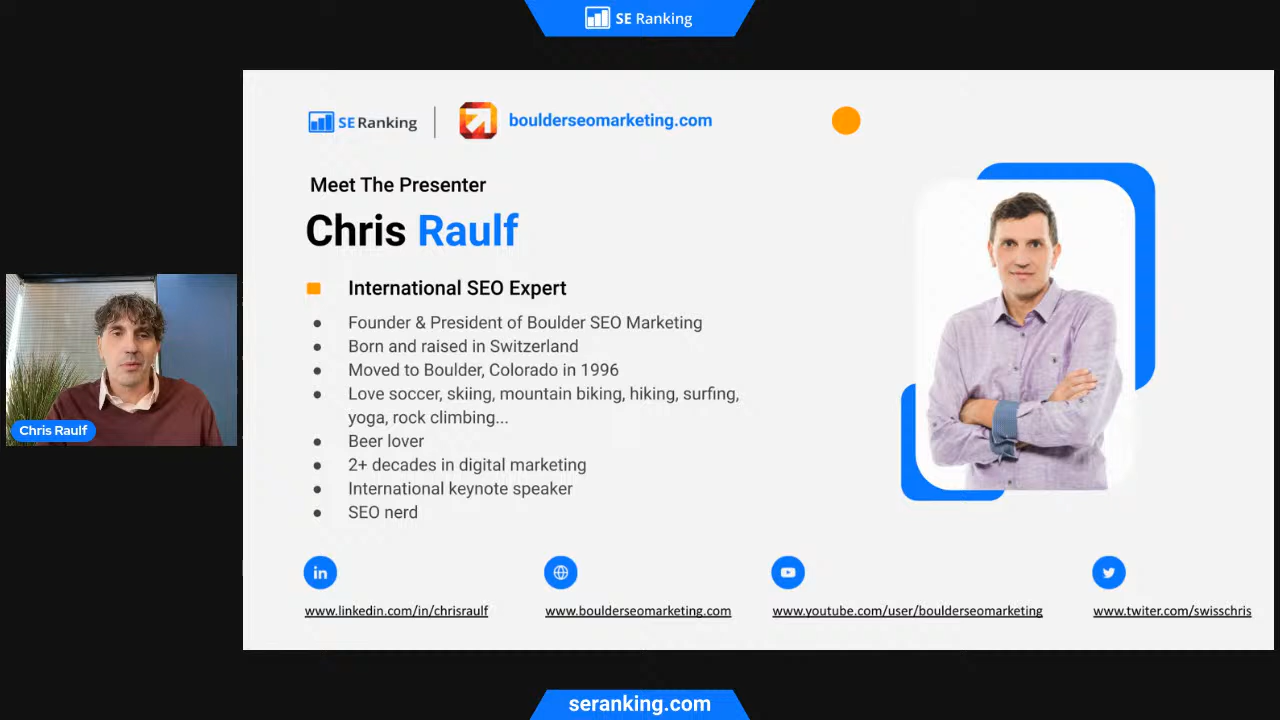 SE Ranking
SE Ranking
boulderseomarketing.com
Meet The Presenter
Chris Raulf
International SEO Expert
● Founder & President of Boulder SEO Marketing
● Born and raised in Switzerland
● Moved to Boulder, Colorado in 1996
● Love soccer, skiing, mountain biking, hiking, surfing,
yoga, rock climbing...
● Beer lover
● 2+ decades in digital marketing
● International keynote speaker
● SEO nerd
Chris Raulf
in
www.linkedin.com/in/chrisraulf
www.boulderseomarketing.com
www.youtube.com/user/boulderseomarketing
www.twiter.com/swisschris
seranking.com